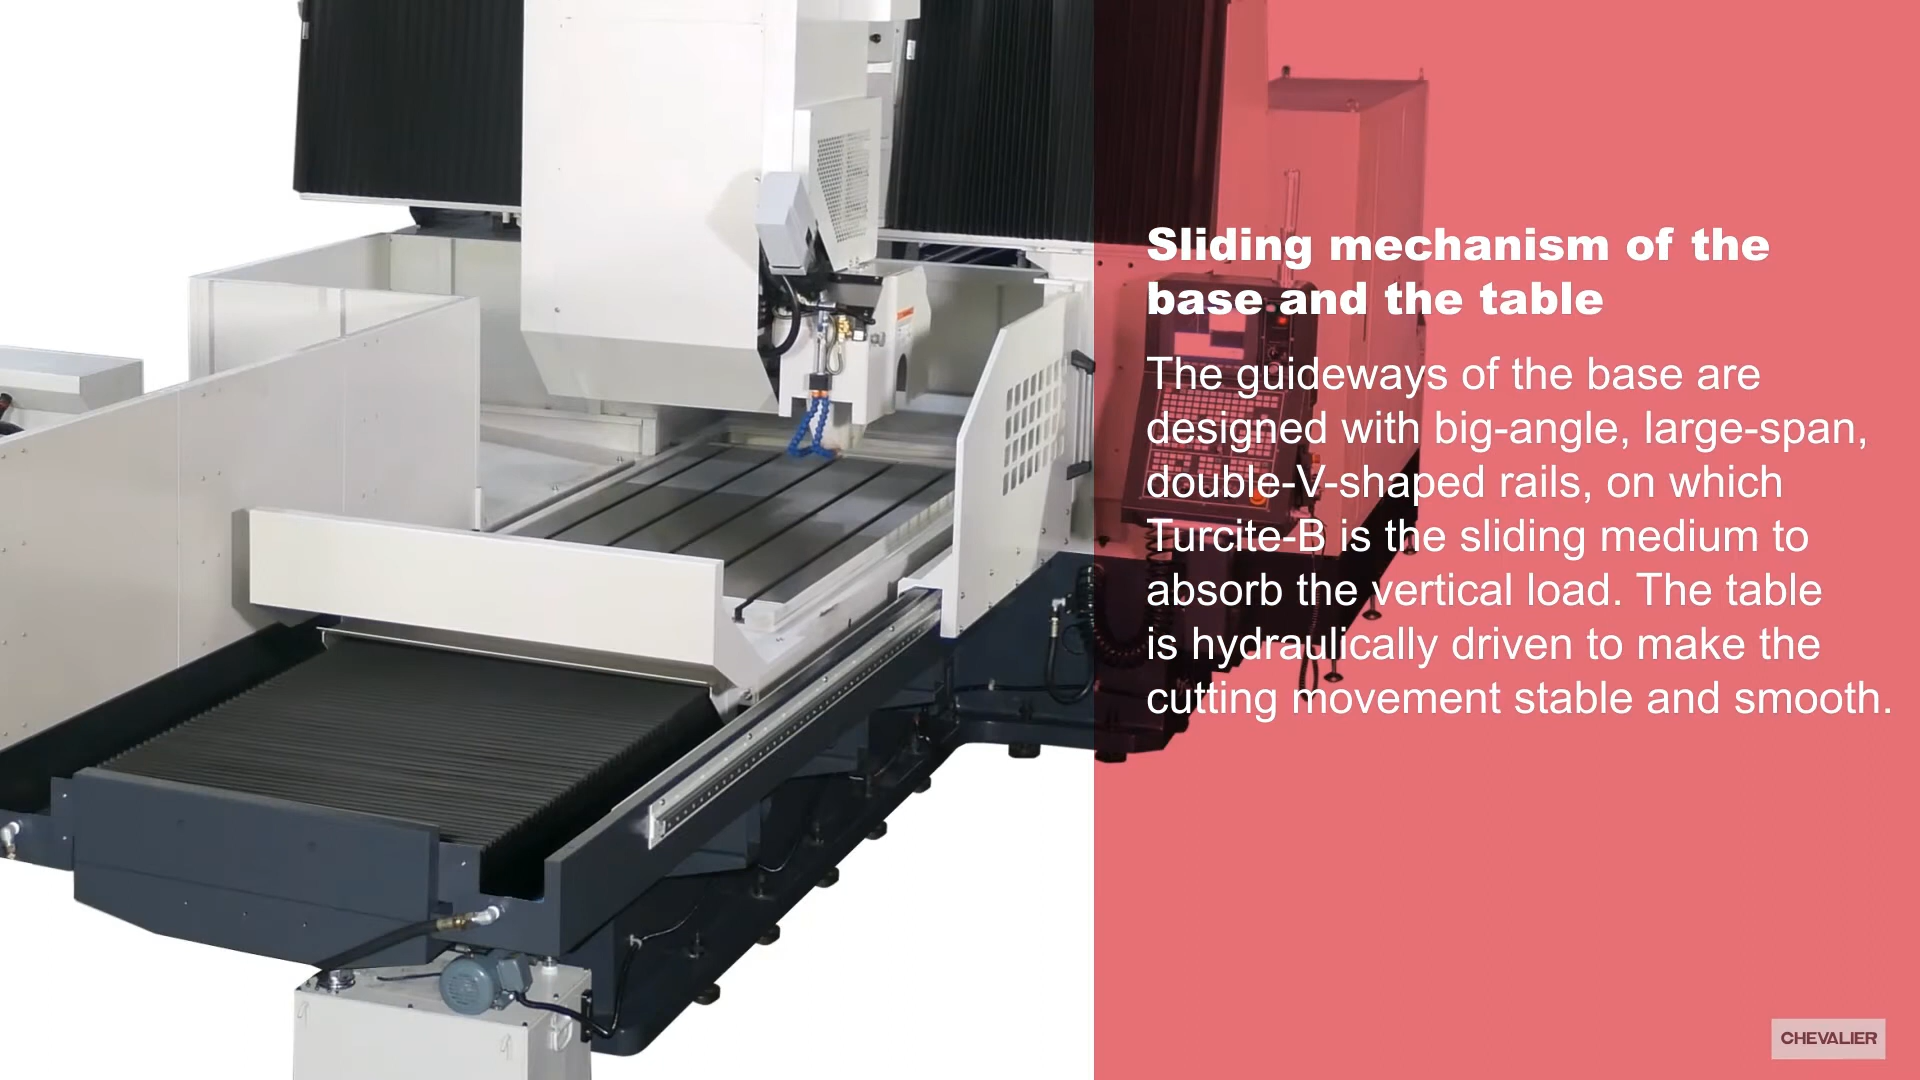 Sliding mechanism of the
base and the table
The guideways of the base are
designed with big-angle, large-span,
double-V-shaped rails, on which
Turcite-B is the sliding medium to
absorb the vertical load. The table
is hydraulically driven to make the
cutting movement stable and smooth.
CHEVALIER